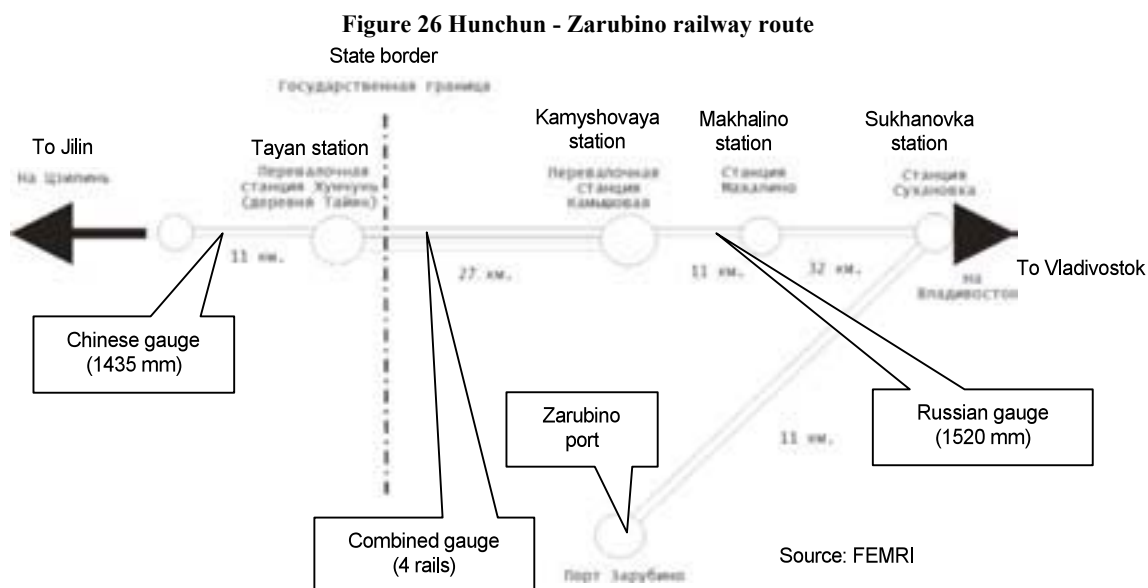 Figure 26 Hunchun - Zarubino railway route
State border
Государственная граница
To Jilin
На Цзилинь
Tayan station
Перевалочная
станция Хунчунь
(деревня Таянь)
Kamyshovaya
station
Перевалочная
станция
Камышовая
Makhalino
station
Станция
Махалино
Sukhanovka
station
Станция
Сухановка
11 км.
27 км.
11 км.
32 км.
На
Владивосток
To Vladivostok
Chinese gauge
(1435 mm)
Zarubino
port
11 км.
Russian gauge
(1520 mm)
Combined gauge
(4 rails)
Порт Зарубино
Source: FEMRI